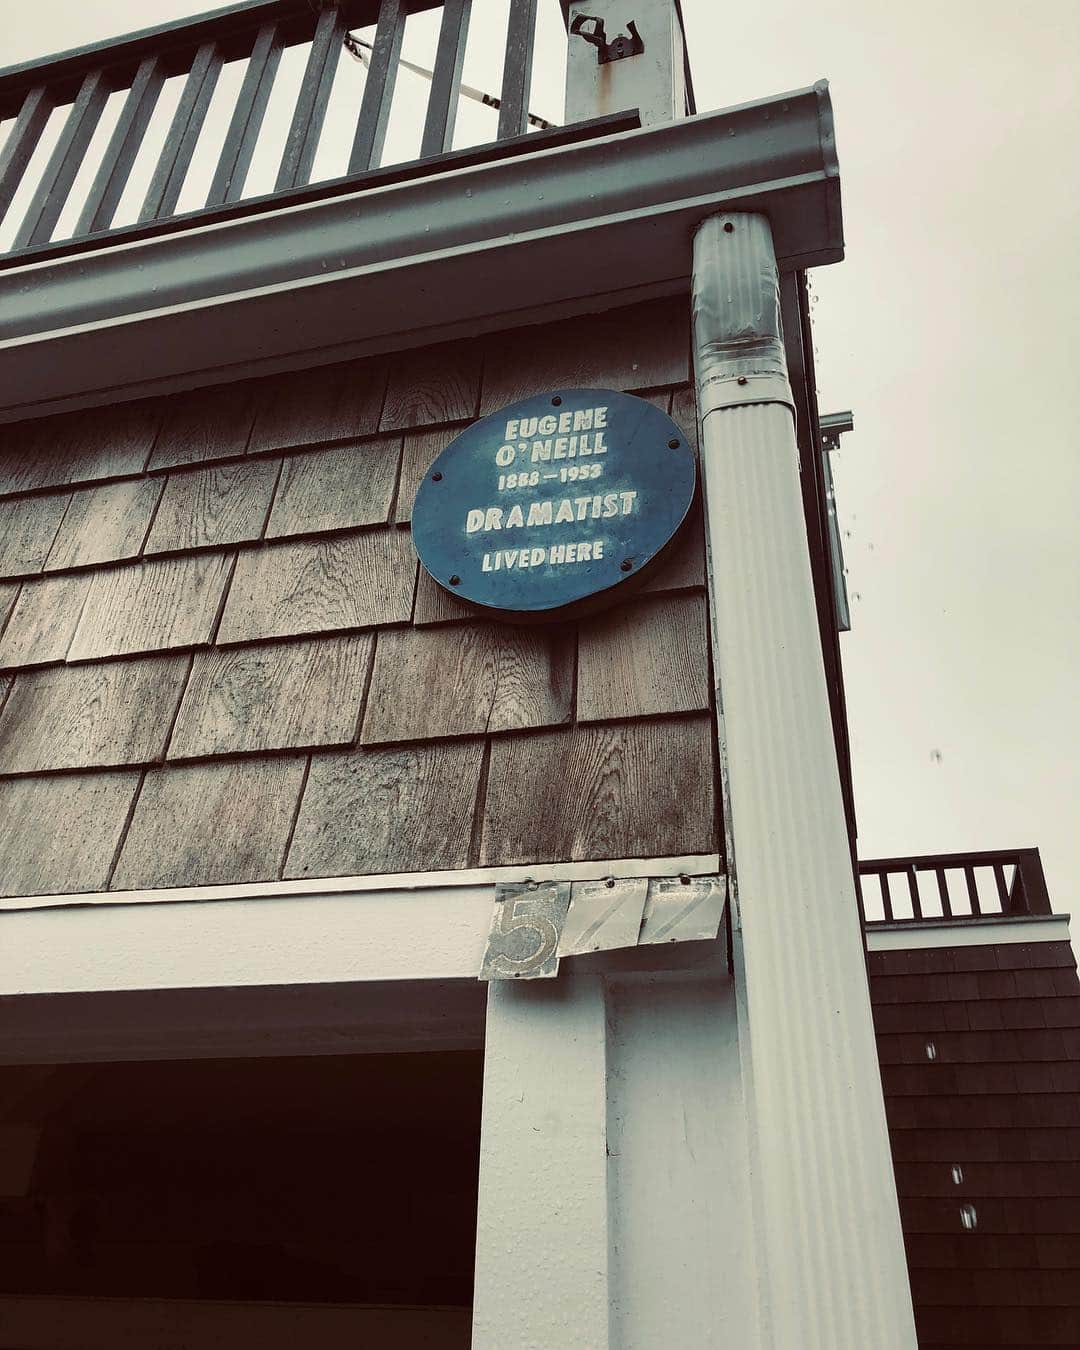 EUGENE
O'NEILL
1888–1953
DRAMATIST
LIVED HERE
577